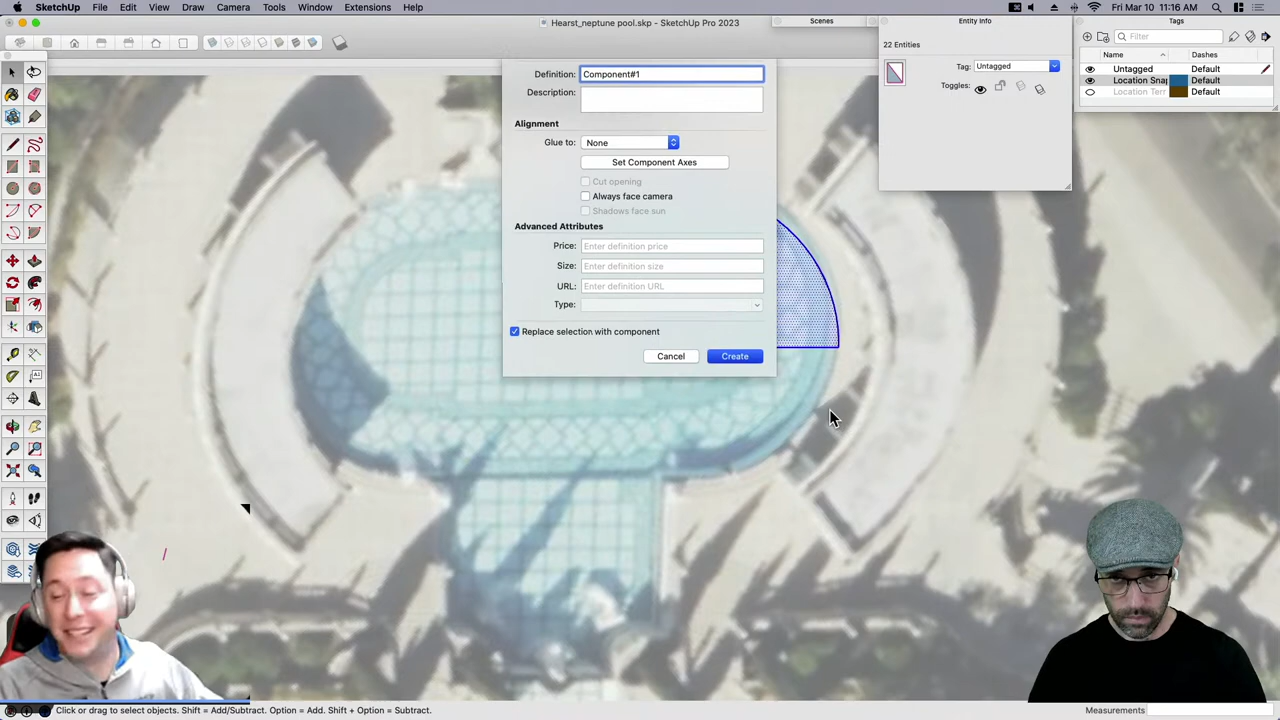 SketchUp File Edit View Draw Camera Tools Window Extensions Help
Fri Mar 10 11:16 AM
Hearst_neptune pool.skp - SketchUp Pro 2023
Scenes
Entity Info
Tags
22 Entities
Tag: Untagged
Toggles:
Filter
Name Dashes
Untagged Default
Location Snap Default
Location Terr Default
Definition: Component#1
Description:
Alignment
Glue to: None
Set Component Axes
Cut opening
Always face camera
Shadows face sun
Advanced Attributes
Price: Enter definition price
Size: Enter definition size
URL: Enter definition URL
Type:
Replace selection with component
Cancel Create
Click or drag to select objects. Shift = Add/Subtract. Option = Add. Shift + Option = Subtract.
Measurements